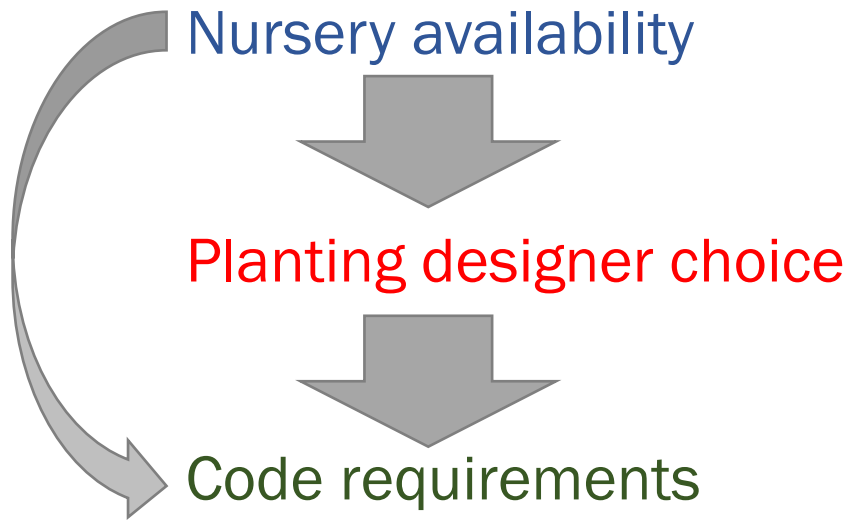 Nursery availability
Planting designer choice
Code requirements